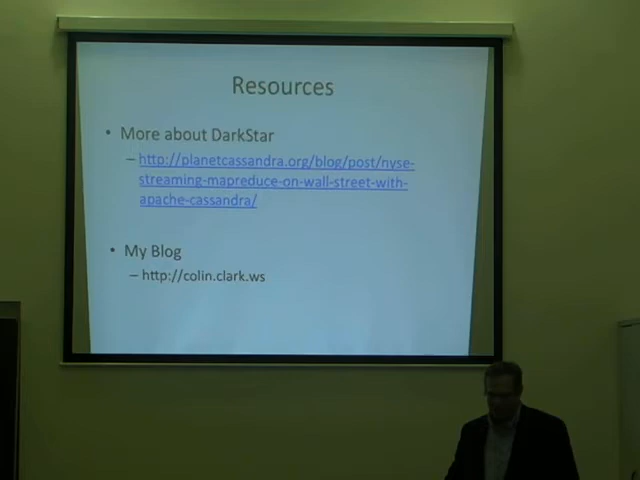 Resources
• More about DarkStar
– http://planetcassandra.org/blog/post/nyse-
streaming-mapreduce-on-wall-street-with-
apache-cassandra/
• My Blog
– http://colin.clark.ws